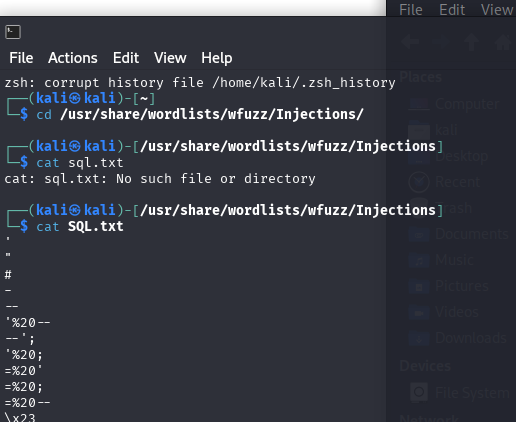 File Edit View
File Actions Edit View Help
zsh: corrupt history file /home/kali/.zsh_history
┌──(kali㉿kali)-[~]
└─$ cd /usr/share/wordlists/wfuzz/Injections/
┌──(kali㉿kali)-[/usr/share/wordlists/wfuzz/Injections]
└─$ cat sql.txt
cat: sql.txt: No such file or directory
┌──(kali㉿kali)-[/usr/share/wordlists/wfuzz/Injections]
└─$ cat SQL.txt
'
"
#
-
--
'%20--
--';
'%20;
=%20'
=%20;
=%20--
\x23
Places
Computer
kali
Desktop
Recent
Trash
Documents
Music
Pictures
Videos
Downloads
Devices
File System
Network